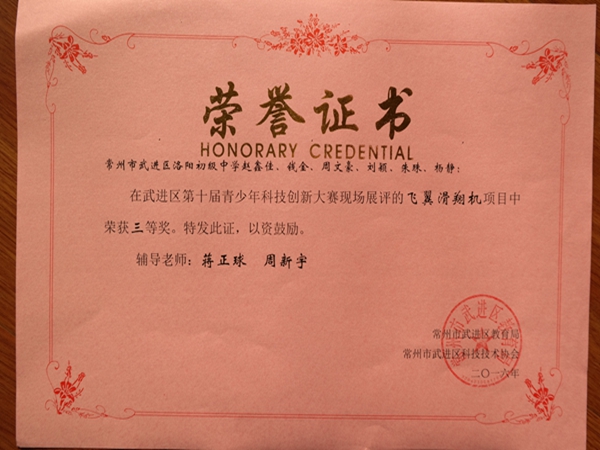 荣誉证书
HONORARY CREDENTIAL
常州市武进区洛阳初级中学赵鑫佳、钱金、周文豪、刘颖、朱珠、杨静：
在武进区第十届青少年科技创新大赛现场展评的飞翼滑翔机项目中
荣获三等奖。特发此证，以资鼓励。
辅导老师：蒋正球 周新宇
常州市武进区教育局
常州市武进区科技技术协会
二〇一六年